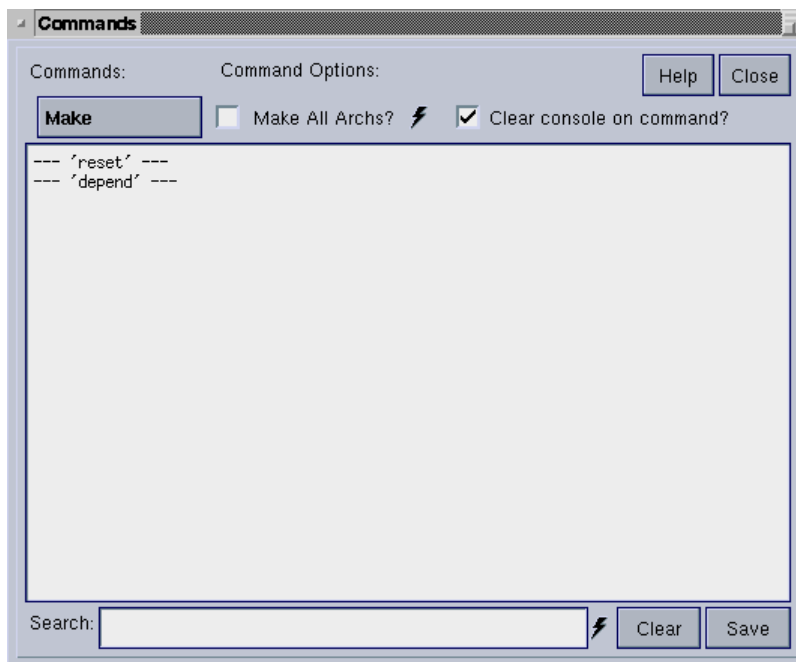 Commands
Commands:
Command Options:
Help
Close
Make
Make All Archs?
Clear console on command?
--- ´reset´ ---
--- ´depend´ ---
Search:
Clear
Save